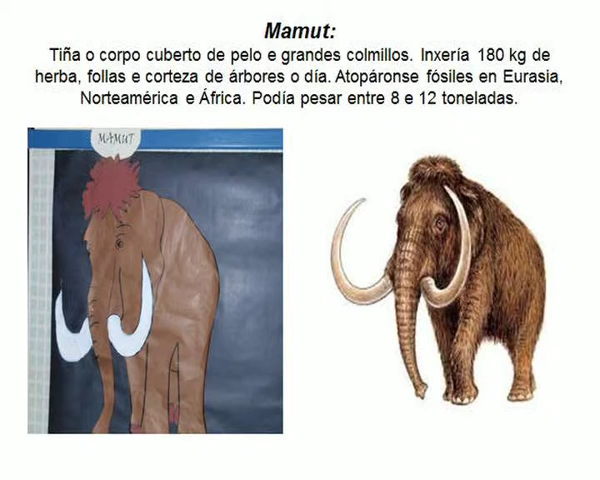 Mamut:
Tiña o corpo cuberto de pelo e grandes colmillos. Inxería 180 kg de
herba, follas e corteza de árbores o día. Atopáronse fósiles en Eurasia,
Norteamérica e África. Podía pesar entre 8 e 12 toneladas.
MAMUT